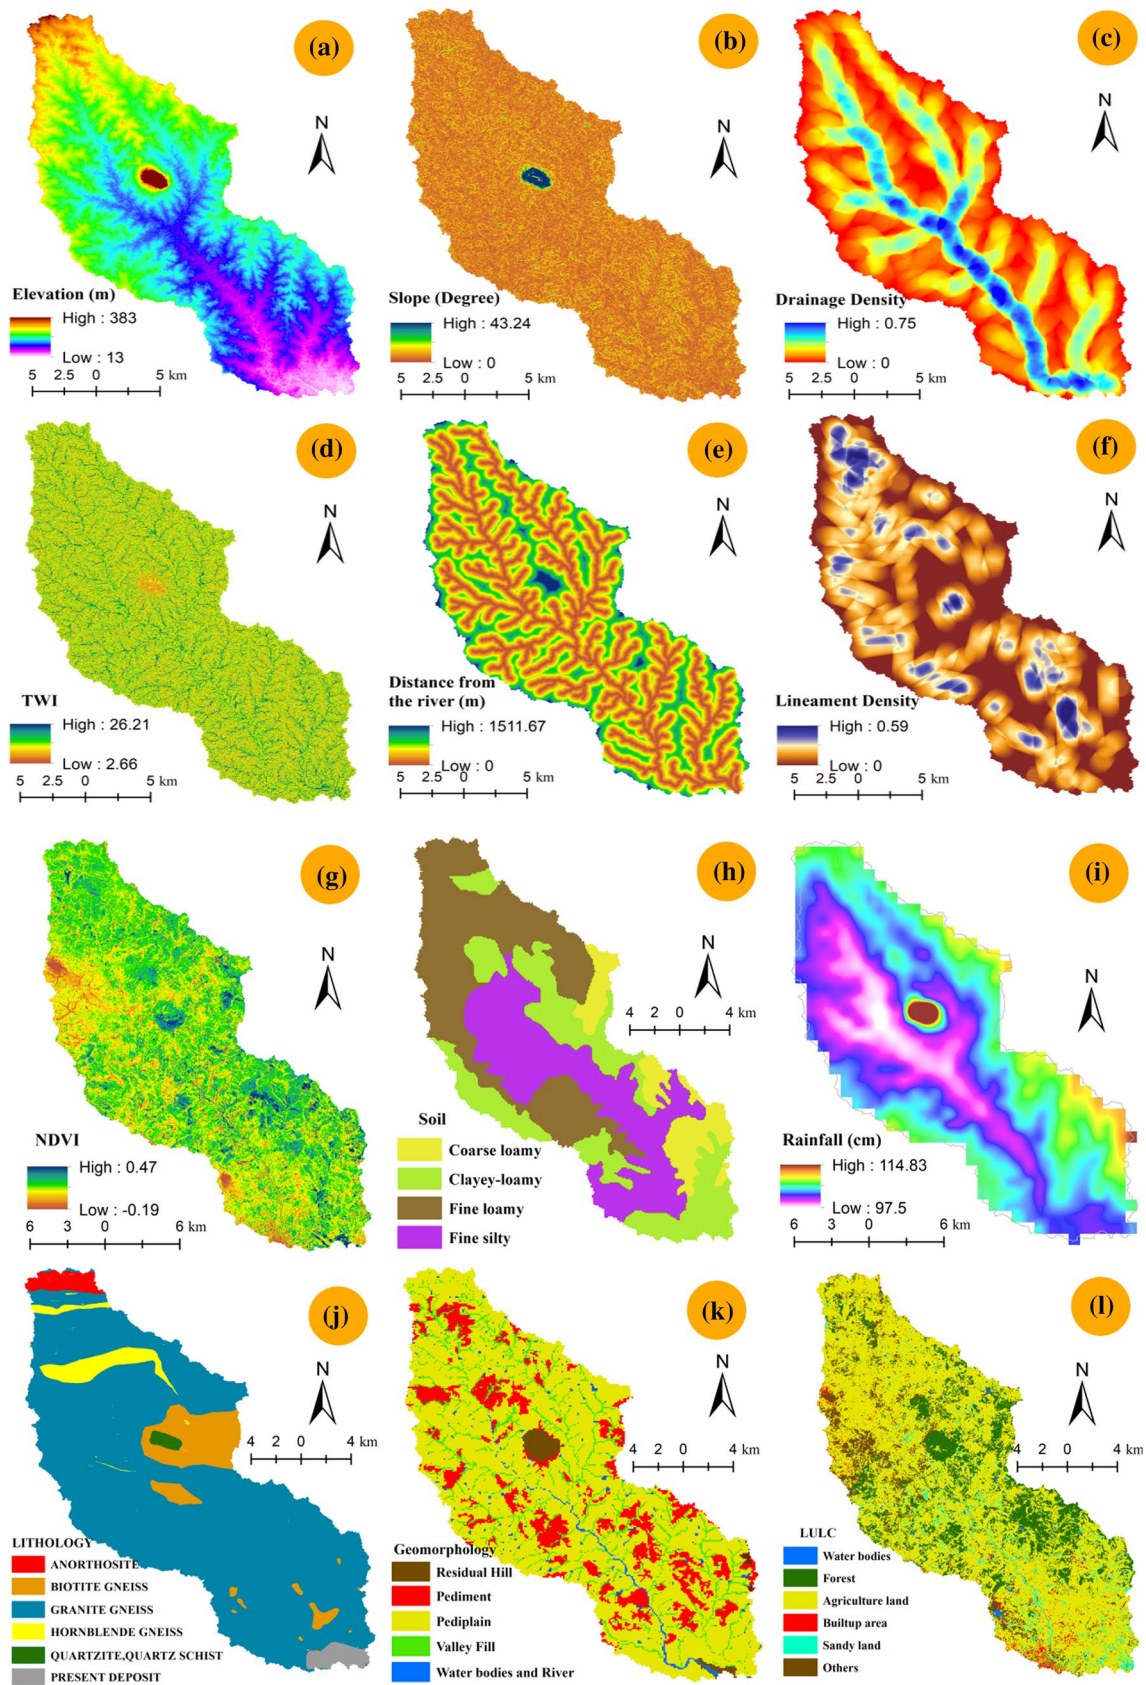 (a)
N
Elevation (m)
High : 383
Low : 13
5 2.5 0 5 km
(b)
N
Slope (Degree)
High : 43.24
Low : 0
5 2.5 0 5 km
(c)
N
Drainage Density
High : 0.75
Low : 0
5 2.5 0 5 km
(d)
N
TWI
High : 26.21
Low : 2.66
5 2.5 0 5 km
(e)
N
Distance from
the river (m)
High : 1511.67
Low : 0
5 2.5 0 5 km
(f)
N
Lineament Density
High : 0.59
Low : 0
5 2.5 0 5 km
(g)
N
NDVI
High : 0.47
Low : -0.19
6 3 0 6 km
(h)
N
4 2 0 4 km
Soil
Coarse loamy
Clayey-loamy
Fine loamy
Fine silty
(i)
N
Rainfall (cm)
High : 114.83
Low : 97.5
6 3 0 6 km
(j)
N
4 2 0 4 km
LITHOLOGY
ANORTHOSITE
BIOTITE GNEISS
GRANITE GNEISS
HORNBLENDE GNEISS
QUARTZITE,QUARTZ SCHIST
PRESENT DEPOSIT
(k)
N
4 2 0 4 km
Geomorphology
Residual Hill
Pediment
Pediplain
Valley Fill
Water bodies and River
(l)
N
4 2 0 4 km
LULC
Water bodies
Forest
Agriculture land
Builtup area
Sandy land
Others